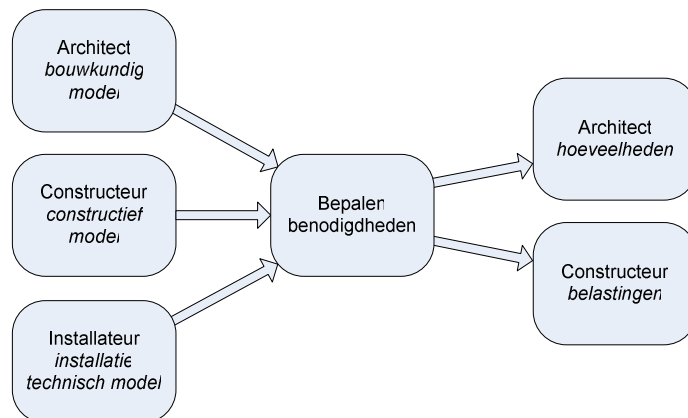 Architect
bouwkundig
model
Constructeur
constructief
model
Installateur
installatie
technisch model
Bepalen
benodigdheden
Architect
hoeveelheden
Constructeur
belastingen